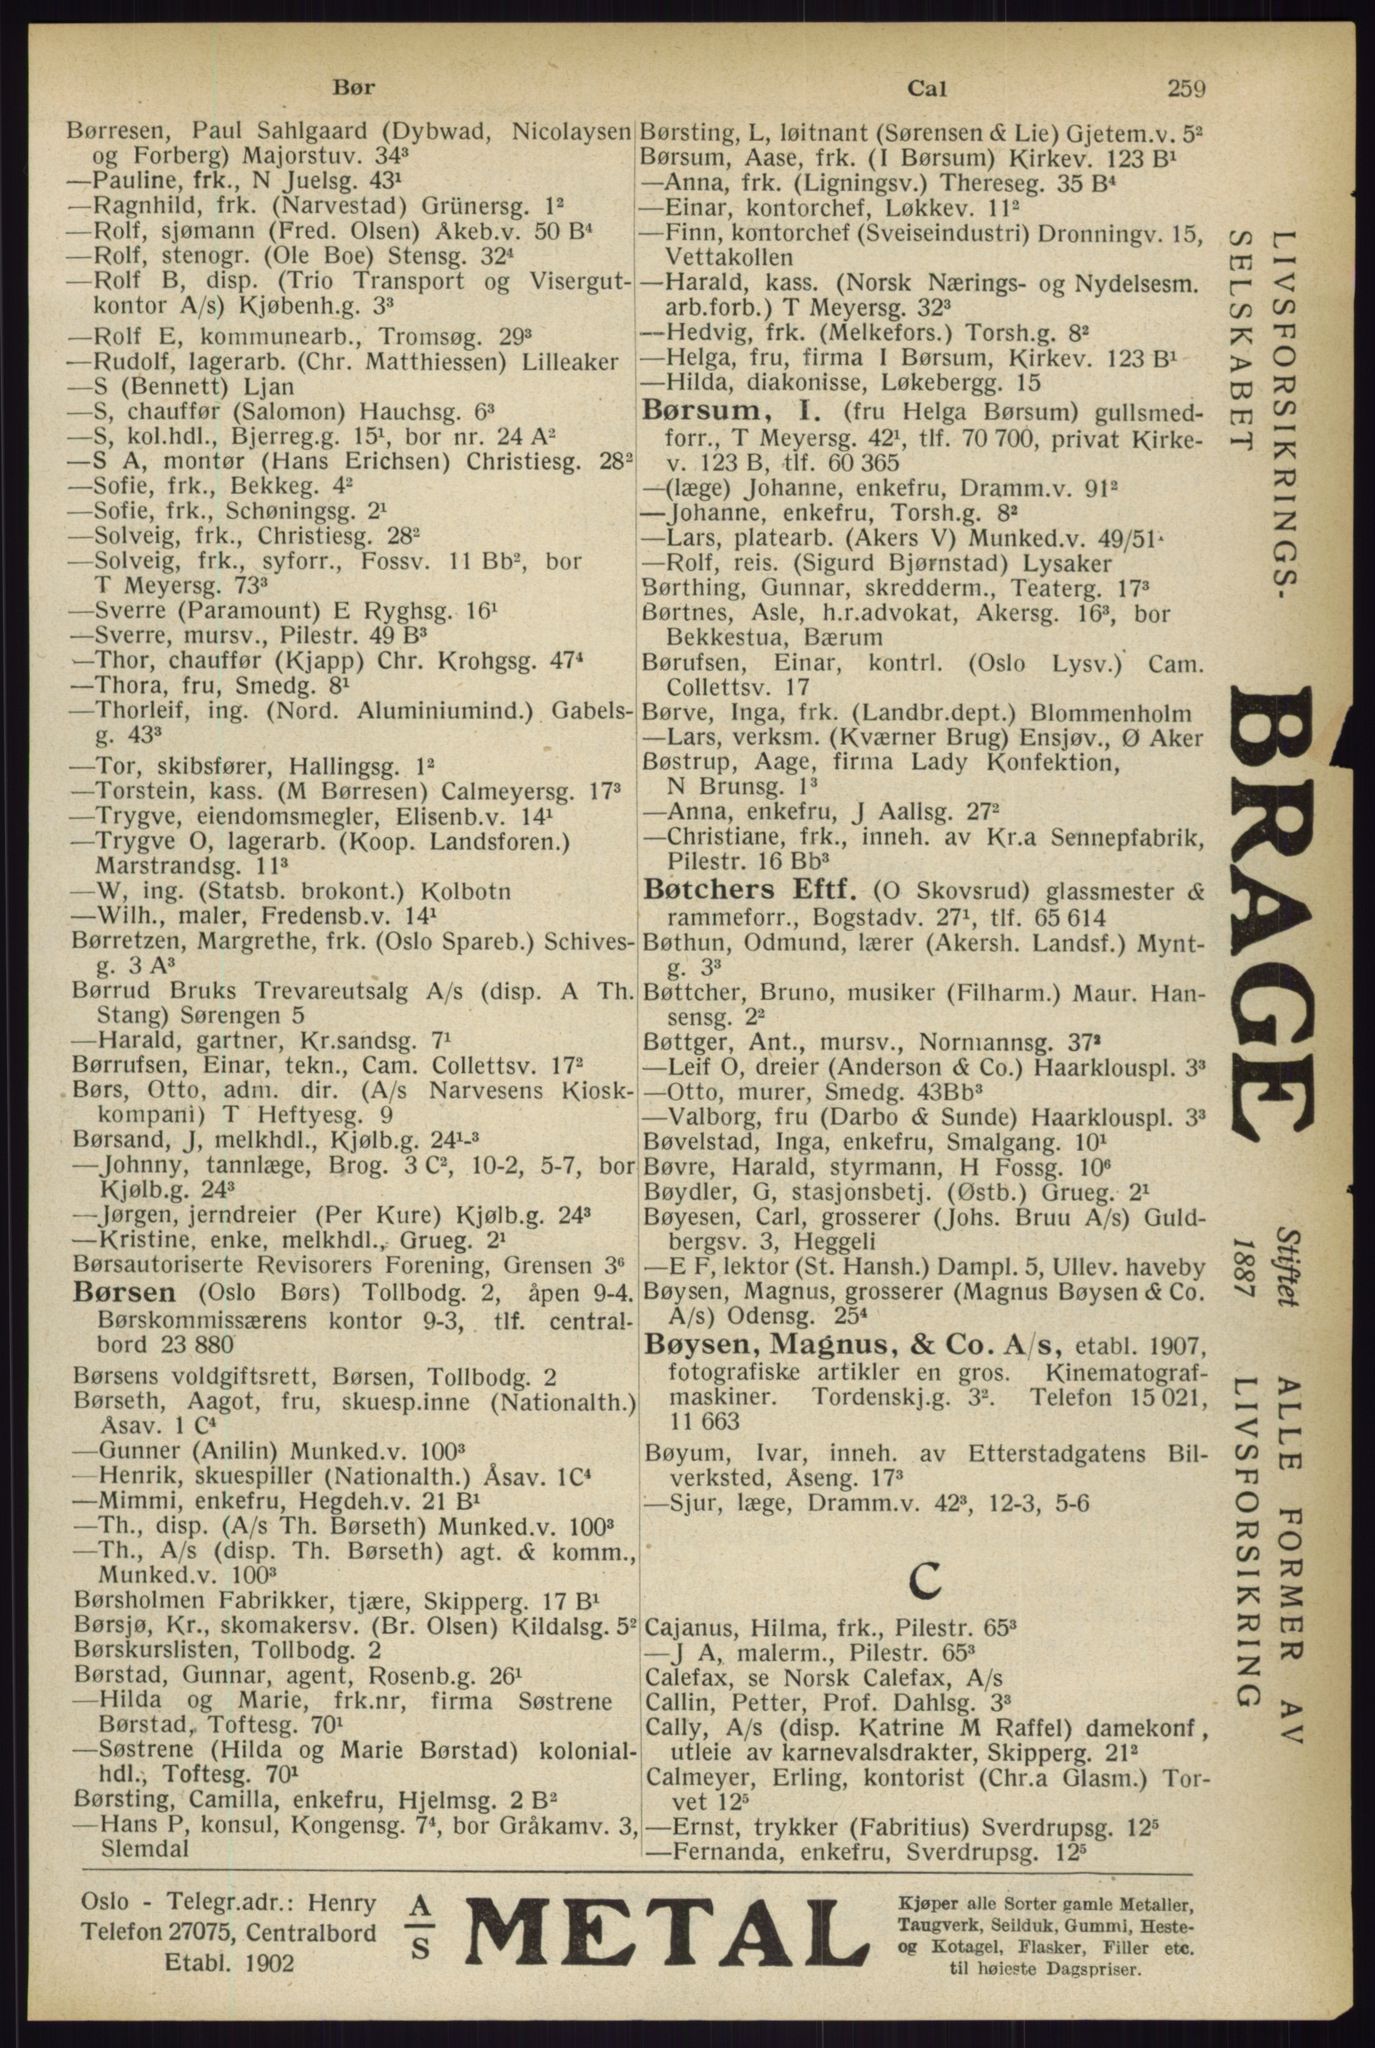 Bør
Cal
259
Børresen, Paul Sahlgaard (Dybwad, Nicolaysen
og Forberg) Majorstuv. 34³
—Pauline, frk., N Juelsg. 43¹
—Ragnhild, frk. (Narvestad) Grünersg. 1²
—Rolf, sjømann (Fred. Olsen) Åkeb.v. 50 B⁴
—Rolf, stenogr. (Ole Boe) Stensg. 32⁴
—Rolf B, disp. (Trio Transport og Visergut-
kontor A/s) Kjøbenh.g. 3³
—Rolf E, kommunearb., Tromsøg. 29³
—Rudolf, lagerarb. (Chr. Matthiessen) Lilleaker
—S (Bennett) Ljan
—S, chauffør (Salomon) Hauchsg. 6³
—S, kol.hdl., Bjerreg.g. 15¹, bor nr. 24 A²
—S A, montør (Hans Erichsen) Christiesg. 28²
—Sofie, frk., Bekkeg. 4²
—Sofie, frk., Schøningsg. 2¹
—Solveig, frk., Christiesg. 28²
—Solveig, frk., syforr., Fossv. 11 Bb², bor
T Meyersg. 73³
—Sverre (Paramount) E Ryghsg. 16¹
—Sverre, mursv., Pilestr. 49 B³
—Thor, chauffør (Kjapp) Chr. Krohgsg. 47⁴
—Thora, fru, Smedg. 8¹
—Thorleif, ing. (Nord. Aluminiumind.) Gabels-
g. 43³
—Tor, skibsfører, Hallingsg. 1²
—Torstein, kass. (M Børresen) Calmeyersg. 17³
—Trygve, eiendomsmegler, Elisenb.v. 14¹
—Trygve O, lagerarb. (Koop. Landsforen.)
Marstrandsg. 11³
—W, ing. (Statsb. brokont.) Kolbotn
—Wilh., maler, Fredensb.v. 14¹
Børretzen, Margrethe, frk. (Oslo Spareb.) Schives-
g. 3 A³
Børrud Bruks Trevareutsalg A/s (disp. A Th.
Stang) Sørengen 5
—Harald, gartner, Kr.sandsg. 7¹
Børrufsen, Einar, tekn., Cam. Collettsv. 17²
Børs, Otto, adm. dir. (A/s Narvesens Kiosk-
kompani) T Heftyesg. 9
Børsand, J, melkhdl., Kjølb.g. 24¹-³
—Johnny, tannlæge, Brog. 3 C², 10-2, 5-7, bor
Kjølb.g. 24³
—Jørgen, jerndreier (Per Kure) Kjølb.g. 24³
—Kristine, enke, melkhdl., Grueg. 2¹
Børsautoriserte Revisorers Forening, Grensen 3⁶
Børsen (Oslo Børs) Tollbodg. 2, åpen 9-4.
Børskommissærens kontor 9-3, tlf. central-
bord 23 880
Børsens voldgiftsrett, Børsen, Tollbodg. 2
Børseth, Aagot, fru, skuesp.inne (Nationalth.)
Åsav. 1 C⁴
—Gunner (Anilin) Munked.v. 100³
—Henrik, skuespiller (Nationalth.) Åsav. 1C⁴
—Mimmi, enkefru, Hegdeh.v. 21 B¹
—Th., disp. (A/s Th. Børseth) Munked.v. 100³
—Th., A/s (disp. Th. Børseth) agt. & komm.,
Munked.v. 100³
Børsholmen Fabrikker, tjære, Skipperg. 17 B¹
Børsjø, Kr., skomakersv. (Br. Olsen) Kildalsg. 5²
Børskurslisten, Tollbodg. 2
Børstad, Gunnar, agent, Rosenb.g. 26¹
—Hilda og Marie, frk.nr, firma Søstrene
Børstad, Toftesg. 70¹
—Søstrene (Hilda og Marie Børstad) kolonial-
hdl., Toftesg. 70¹
Børsting, Camilla, enkefru, Hjelmsg. 2 B²
—Hans P, konsul, Kongensg. 7⁴, bor Gråkamv. 3,
Slemdal
Børsting, L, løitnant (Sørensen & Lie) Gjetem.v. 5²
Børsum, Aase, frk. (I Børsum) Kirkev. 123 B¹
—Anna, frk. (Ligningsv.) Thereseg. 35 B⁴
—Einar, kontorchef, Løkkev. 11²
—Finn, kontorchef (Sveiseindustri) Dronningv. 15,
Vettakollen
—Harald, kass. (Norsk Nærings- og Nydelsesm.
arb.forb.) T Meyersg. 32³
—Hedvig, frk. (Melkefors.) Torsh.g. 8²
—Helga, fru, firma I Børsum, Kirkev. 123 B¹
—Hilda, diakonisse, Løkebergg. 15
Børsum, I. (fru Helga Børsum) gullsmed-
forr., T Meyersg. 42¹, tlf. 70 700, privat Kirke-
v. 123 B, tlf. 60 365
—(læge) Johanne, enkefru, Dramm.v. 91²
—Johanne, enkefru, Torsh.g. 8²
—Lars, platearb. (Akers V) Munked.v. 49/51
—Rolf, reis. (Sigurd Bjørnstad) Lysaker
Børthing, Gunnar, skredderm., Teaterg. 17³
Børtnes, Asle, h.r.advokat, Akersg. 16³, bor
Bekkestua, Bærum
Børufsen, Einar, kontrl. (Oslo Lysv.) Cam.
Collettsv. 17
Børve, Inga, frk. (Landbr.dept.) Blommenholm
—Lars, verksm. (Kværner Brug) Ensjøv., Ø Aker
Bøstrup, Aage, firma Lady Konfektion,
N Brunsg. 1³
—Anna, enkefru, J Aallsg. 27²
—Christiane, frk., inneh. av Kr.a Sennepfabrik,
Pilestr. 16 Bb³
Bøtchers Eftf. (O Skovsrud) glassmester &
rammeforr., Bogstadv. 27¹, tlf. 65 614
Bøthun, Odmund, lærer (Akersh. Landsf.) Mynt-
g. 3³
Bøttcher, Bruno, musiker (Filharm.) Maur. Han-
sensg. 2²
Bøttger, Ant., mursv., Normannsg. 37²
—Leif O, dreier (Anderson & Co.) Haarklouspl. 3³
—Otto, murer, Smedg. 43Bb³
—Valborg, fru (Darbo & Sunde) Haarklouspl. 3³
Bøvelstad, Inga, enkefru, Smalgang. 10¹
Bøvre, Harald, styrmann, H Fossg. 10⁶
Bøydler, G, stasjonsbetj. (Østb.) Grueg. 2¹
Bøyesen, Carl, grosserer (Johs. Bruu A/s) Guld-
bergsv. 3, Heggeli
—E F, lektor (St. Hansh.) Dampl. 5, Ullev. haveby
Bøysen, Magnus, grosserer (Magnus Bøysen & Co.
A/s) Odensg. 25⁴
Bøysen, Magnus, & Co. A/s, etabl. 1907,
fotografiske artikler en gros. Kinematograf-
maskiner. Tordenskj.g. 3². Telefon 15 021,
11 663
Bøyum, Ivar, inneh. av Etterstadgatens Bil-
verksted, Åseng. 17³
—Sjur, læge, Dramm.v. 42³, 12-3, 5-6
C
Cajanus, Hilma, frk., Pilestr. 65³
—J A, malerm., Pilestr. 65³
Calefax, se Norsk Calefax, A/s
Callin, Petter, Prof. Dahlsg. 3³
Cally, A/s (disp. Katrine M Raffel) damekonf,
utleie av karnevalsdrakter, Skipperg. 21²
Calmeyer, Erling, kontorist (Chr.a Glasm.) Tor-
vet 12⁵
—Ernst, trykker (Fabritius) Sverdrupsg. 12⁵
—Fernanda, enkefru, Sverdrupsg. 12⁵
LIVSFORSIKRINGS-
SELSKABET
BRAGE
Stiftet
1887
ALLE FORMER AV
LIVSFORSIKRING
Oslo - Telegr.adr.: Henry
Telefon 27075, Centralbord
Etabl. 1902
A/S METAL
Kjøper alle Sorter gamle Metaller,
Taugverk, Seilduk, Gummi, Heste-
og Kotagel, Flasker, Filler etc.
til høieste Dagspriser.